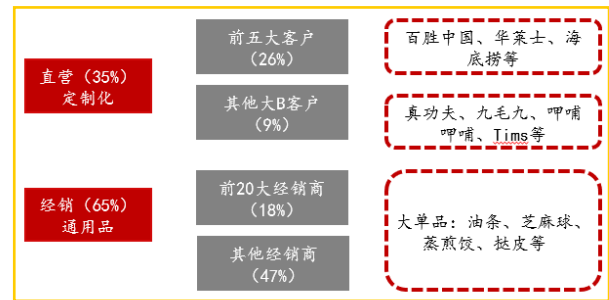 直营（35%）
定制化
前五大客户
（26%）
百胜中国、华莱士、海
底捞等
其他大B客户
（9%）
真功夫、九毛九、呷哺
呷哺、Tims等
经销（65%）
通用品
前20大经销商
（18%）
其他经销商
（47%）
大单品：油条、芝麻球、
蒸煎饺、挞皮等